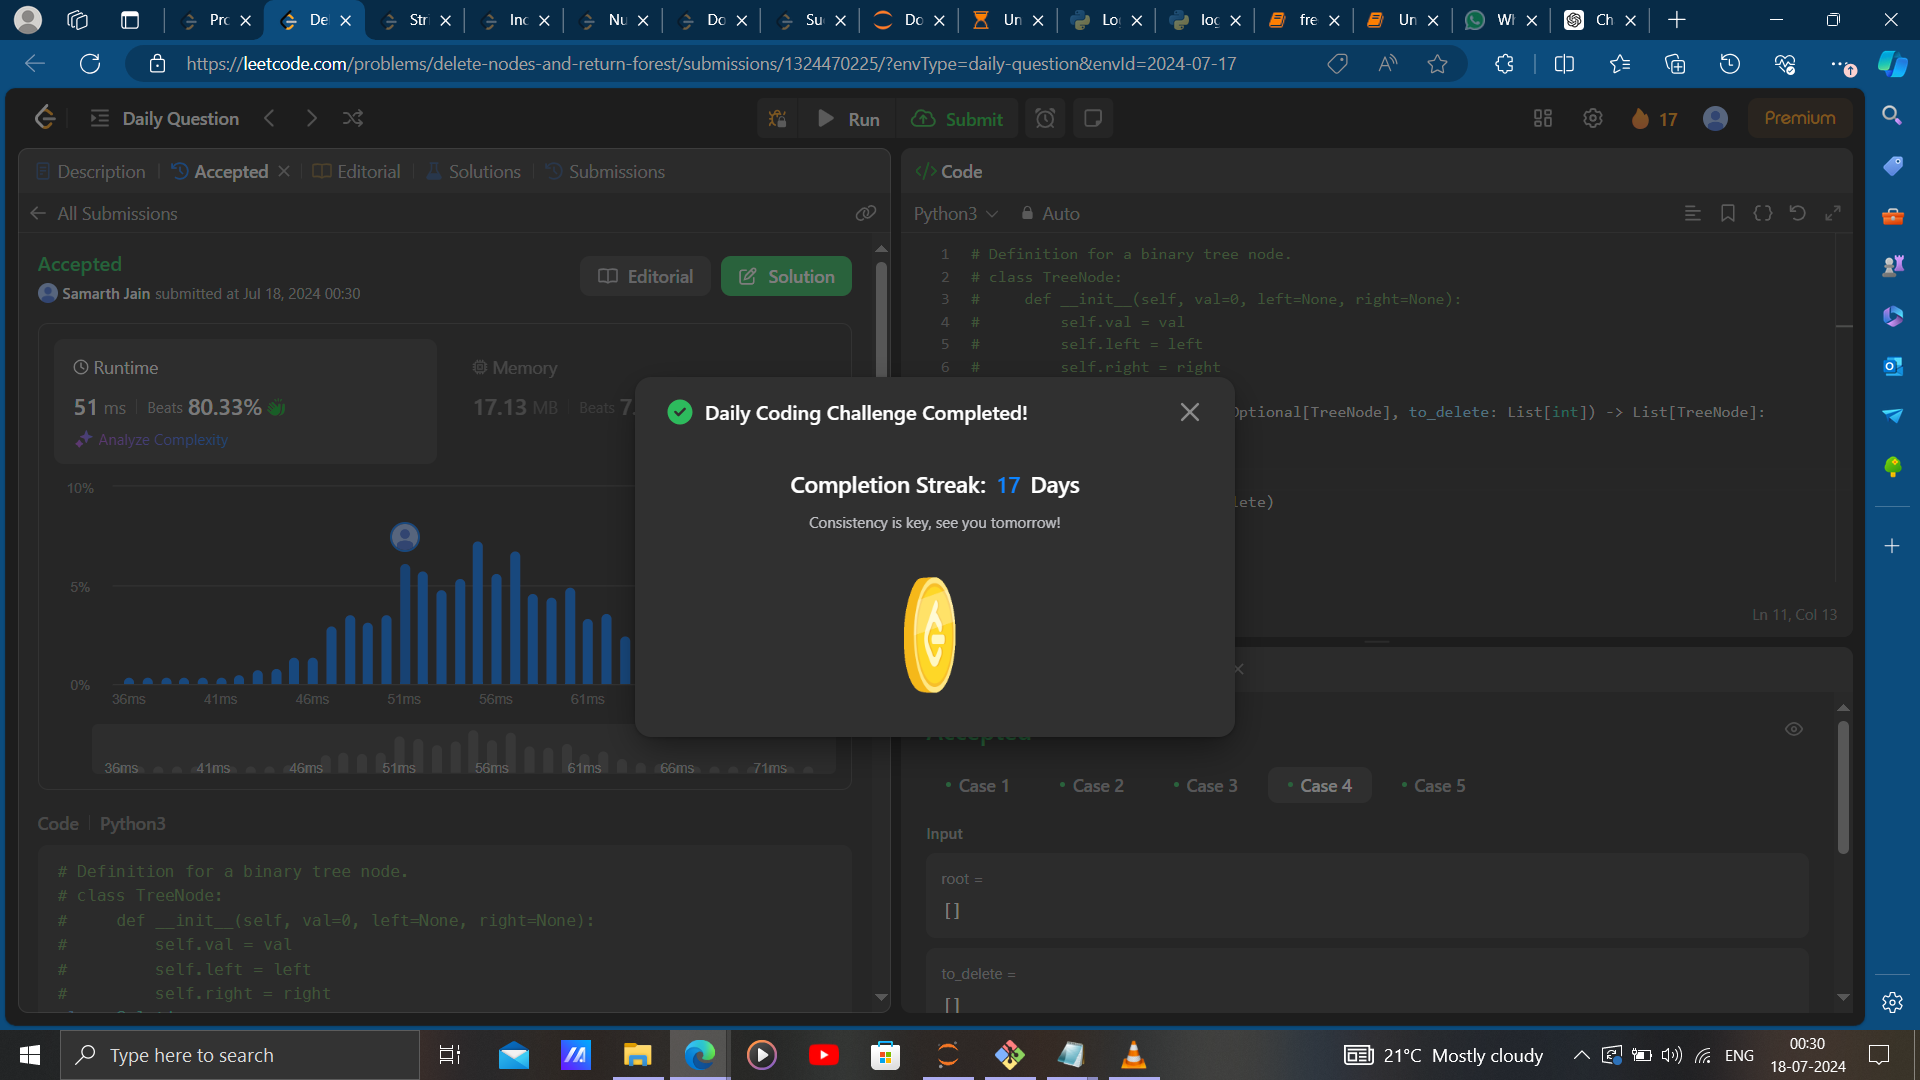 Pro
De
Stri
Inc
Nu
Do
Su
Do
Un
Lo
log
fre
Un
W
Ch
https://leetcode.com/problems/delete-nodes-and-return-forest/submissions/1324470225/?envType=daily-question&envId=2024-07-17
Daily Question
Run
Submit
17
Premium
Description
Accepted
Editorial
Solutions
Submissions
All Submissions
Accepted
Editorial
Solution
Samarth Jain submitted at Jul 18, 2024 00:30
Runtime
51 ms
Beats 80.33%
Analyze Complexity
Memory
17.13 MB
Beats 7.
10%
5%
0%
36ms 41ms 46ms 51ms 56ms 61ms
36ms 41ms 46ms 51ms 56ms 61ms 66ms 71ms
Code | Python3
# Definition for a binary tree node.
# class TreeNode:
#     def __init__(self, val=0, left=None, right=None):
#         self.val = val
#         self.left = left
#         self.right = right
</> Code
Python3
Auto
1 # Definition for a binary tree node.
2 # class TreeNode:
3 #     def __init__(self, val=0, left=None, right=None):
4 #         self.val = val
5 #         self.left = left
6 #         self.right = right
Optional[TreeNode], to_delete: List[int]) -> List[TreeNode]:
lete)
Ln 11, Col 13
Daily Coding Challenge Completed!
Completion Streak: 17 Days
Consistency is key, see you tomorrow!
Accepted
Case 1
Case 2
Case 3
Case 4
Case 5
Input
root =
[]
to_delete =
[]
Type here to search
21°C Mostly cloudy
ENG
00:30
18-07-2024